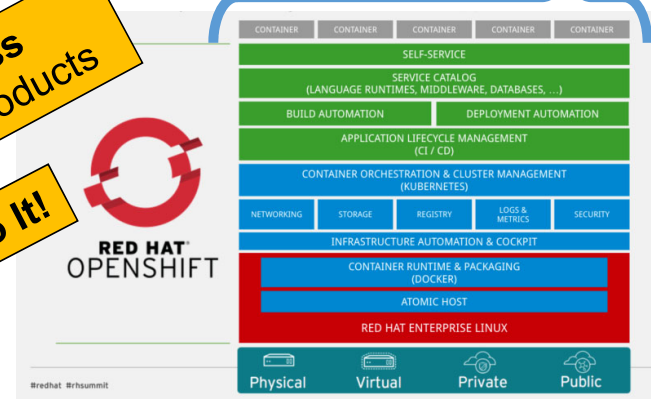 oducts
It!
RED HAT®
OPENSHIFT
#redhat #rhsummit
CONTAINER CONTAINER CONTAINER CONTAINER CONTAINER
SELF-SERVICE
SERVICE CATALOG
(LANGUAGE RUNTIMES, MIDDLEWARE, DATABASES, ...)
BUILD AUTOMATION DEPLOYMENT AUTOMATION
APPLICATION LIFECYCLE MANAGEMENT
(CI / CD)
CONTAINER ORCHESTRATION & CLUSTER MANAGEMENT
(KUBERNETES)
NETWORKING STORAGE REGISTRY LOGS & METRICS SECURITY
INFRASTRUCTURE AUTOMATION & COCKPIT
CONTAINER RUNTIME & PACKAGING
(DOCKER)
ATOMIC HOST
RED HAT ENTERPRISE LINUX
Physical Virtual Private Public